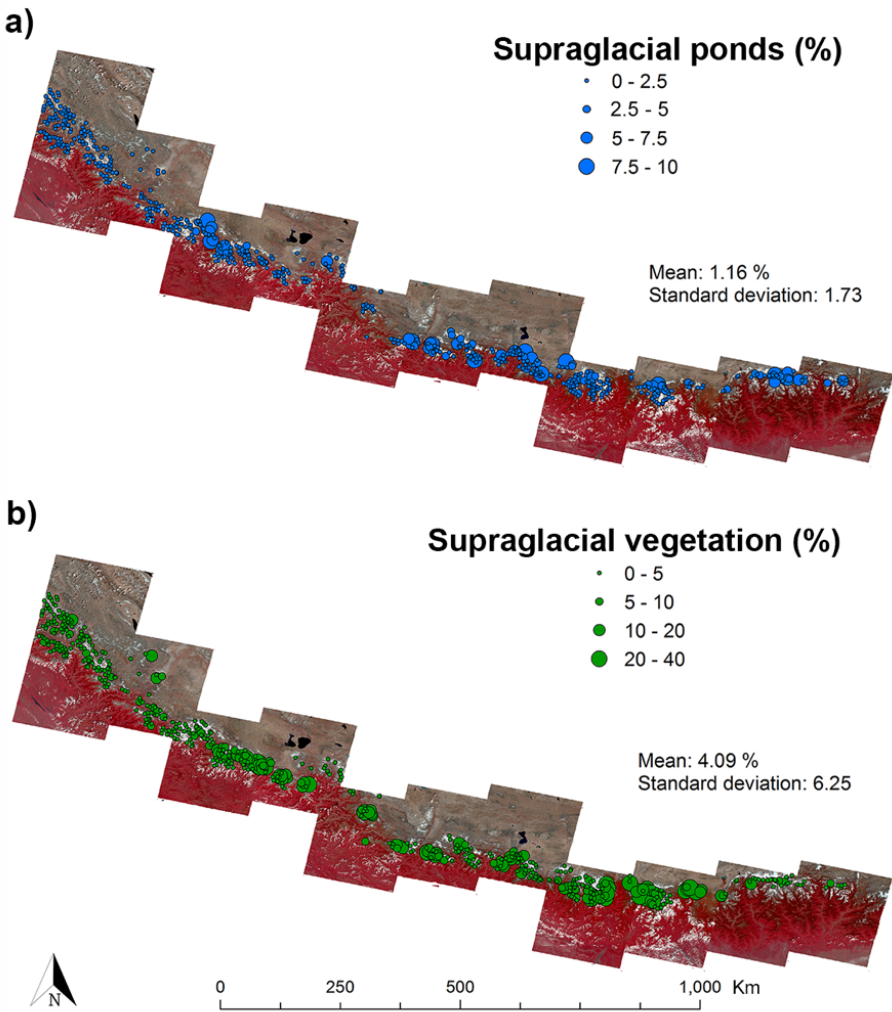 a)
Supraglacial ponds (%)
0 - 2.5
2.5 - 5
5 - 7.5
7.5 - 10
Mean: 1.16 %
Standard deviation: 1.73
b)
Supraglacial vegetation (%)
0 - 5
5 - 10
10 - 20
20 - 40
Mean: 4.09 %
Standard deviation: 6.25
N
0 250 500 1,000 Km